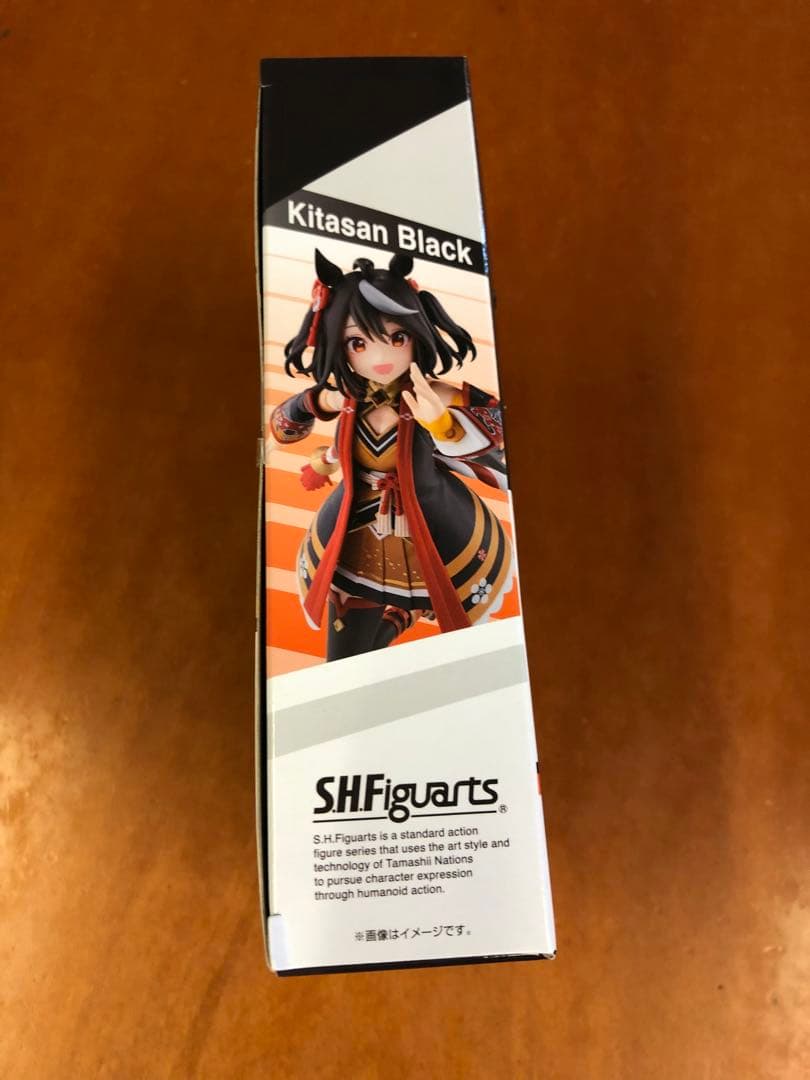 Kitasan Black
S.H.Figuarts®
S.H.Figuarts is a standard action
figure series that uses the art style and
technology of Tamashii Nations
to pursue character expression
through humanoid action.
※画像はイメージです。